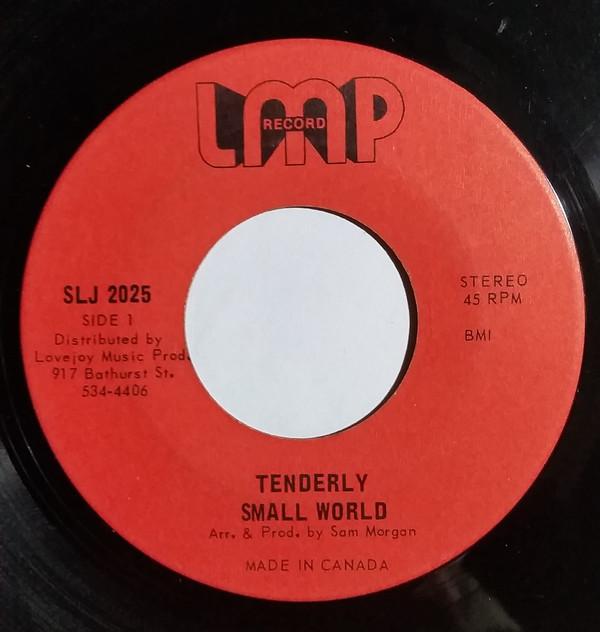 LMP
RECORD
SLJ 2025
SIDE 1
Distributed by
Lovejoy Music Prod.
917 Bathurst St.
534-4406
STEREO
45 RPM
BMI
TENDERLY
SMALL WORLD
Arr. & Prod. by Sam Morgan
MADE IN CANADA